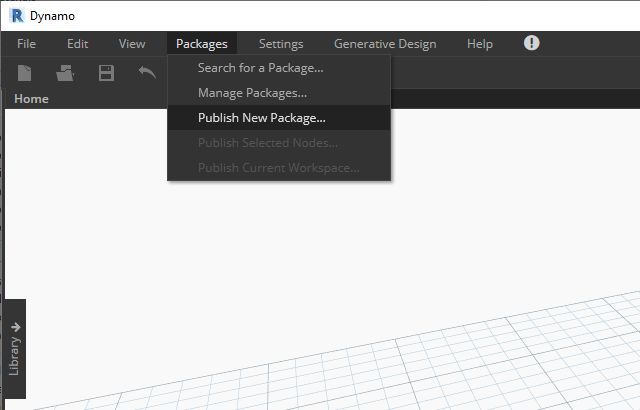 Dynamo
File Edit View Packages Settings Generative Design Help
Search for a Package...
Manage Packages...
Home
Publish New Package...
Publish Selected Nodes...
Publish Current Workspace...
Library